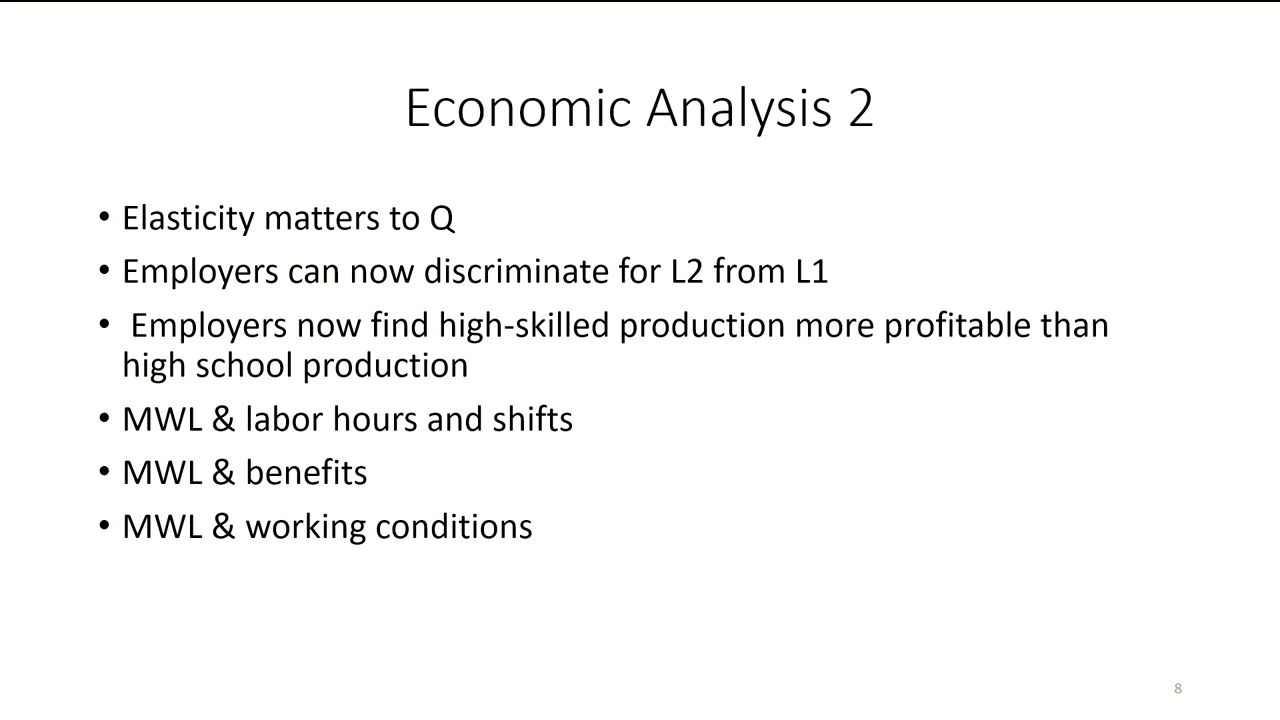 Economic Analysis 2
• Elasticity matters to Q
• Employers can now discriminate for L2 from L1
• Employers now find high-skilled production more profitable than
high school production
• MWL & labor hours and shifts
• MWL & benefits
• MWL & working conditions
8